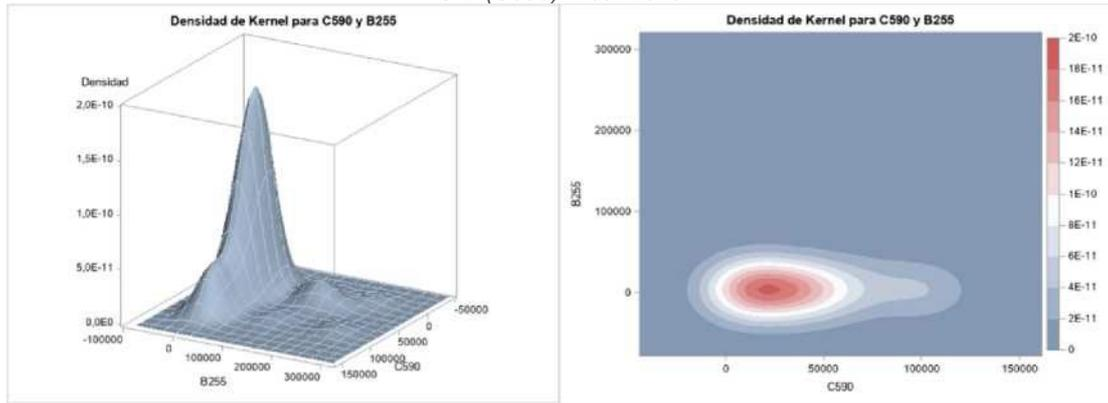 Densidad de Kernel para C590 y B255
Densidad
2,0E-10
1,5E-10
1,0E-10
5,0E-11
0,0E0
-100000
0
100000
200000
300000
B255
-50000
0
50000
100000
150000
C590
Densidad de Kernel para C590 y B255
300000
200000
100000
0
B255
0
50000
100000
150000
C590
2E-10
18E-11
16E-11
14E-11
12E-11
1E-10
8E-11
6E-11
4E-11
2E-11
0